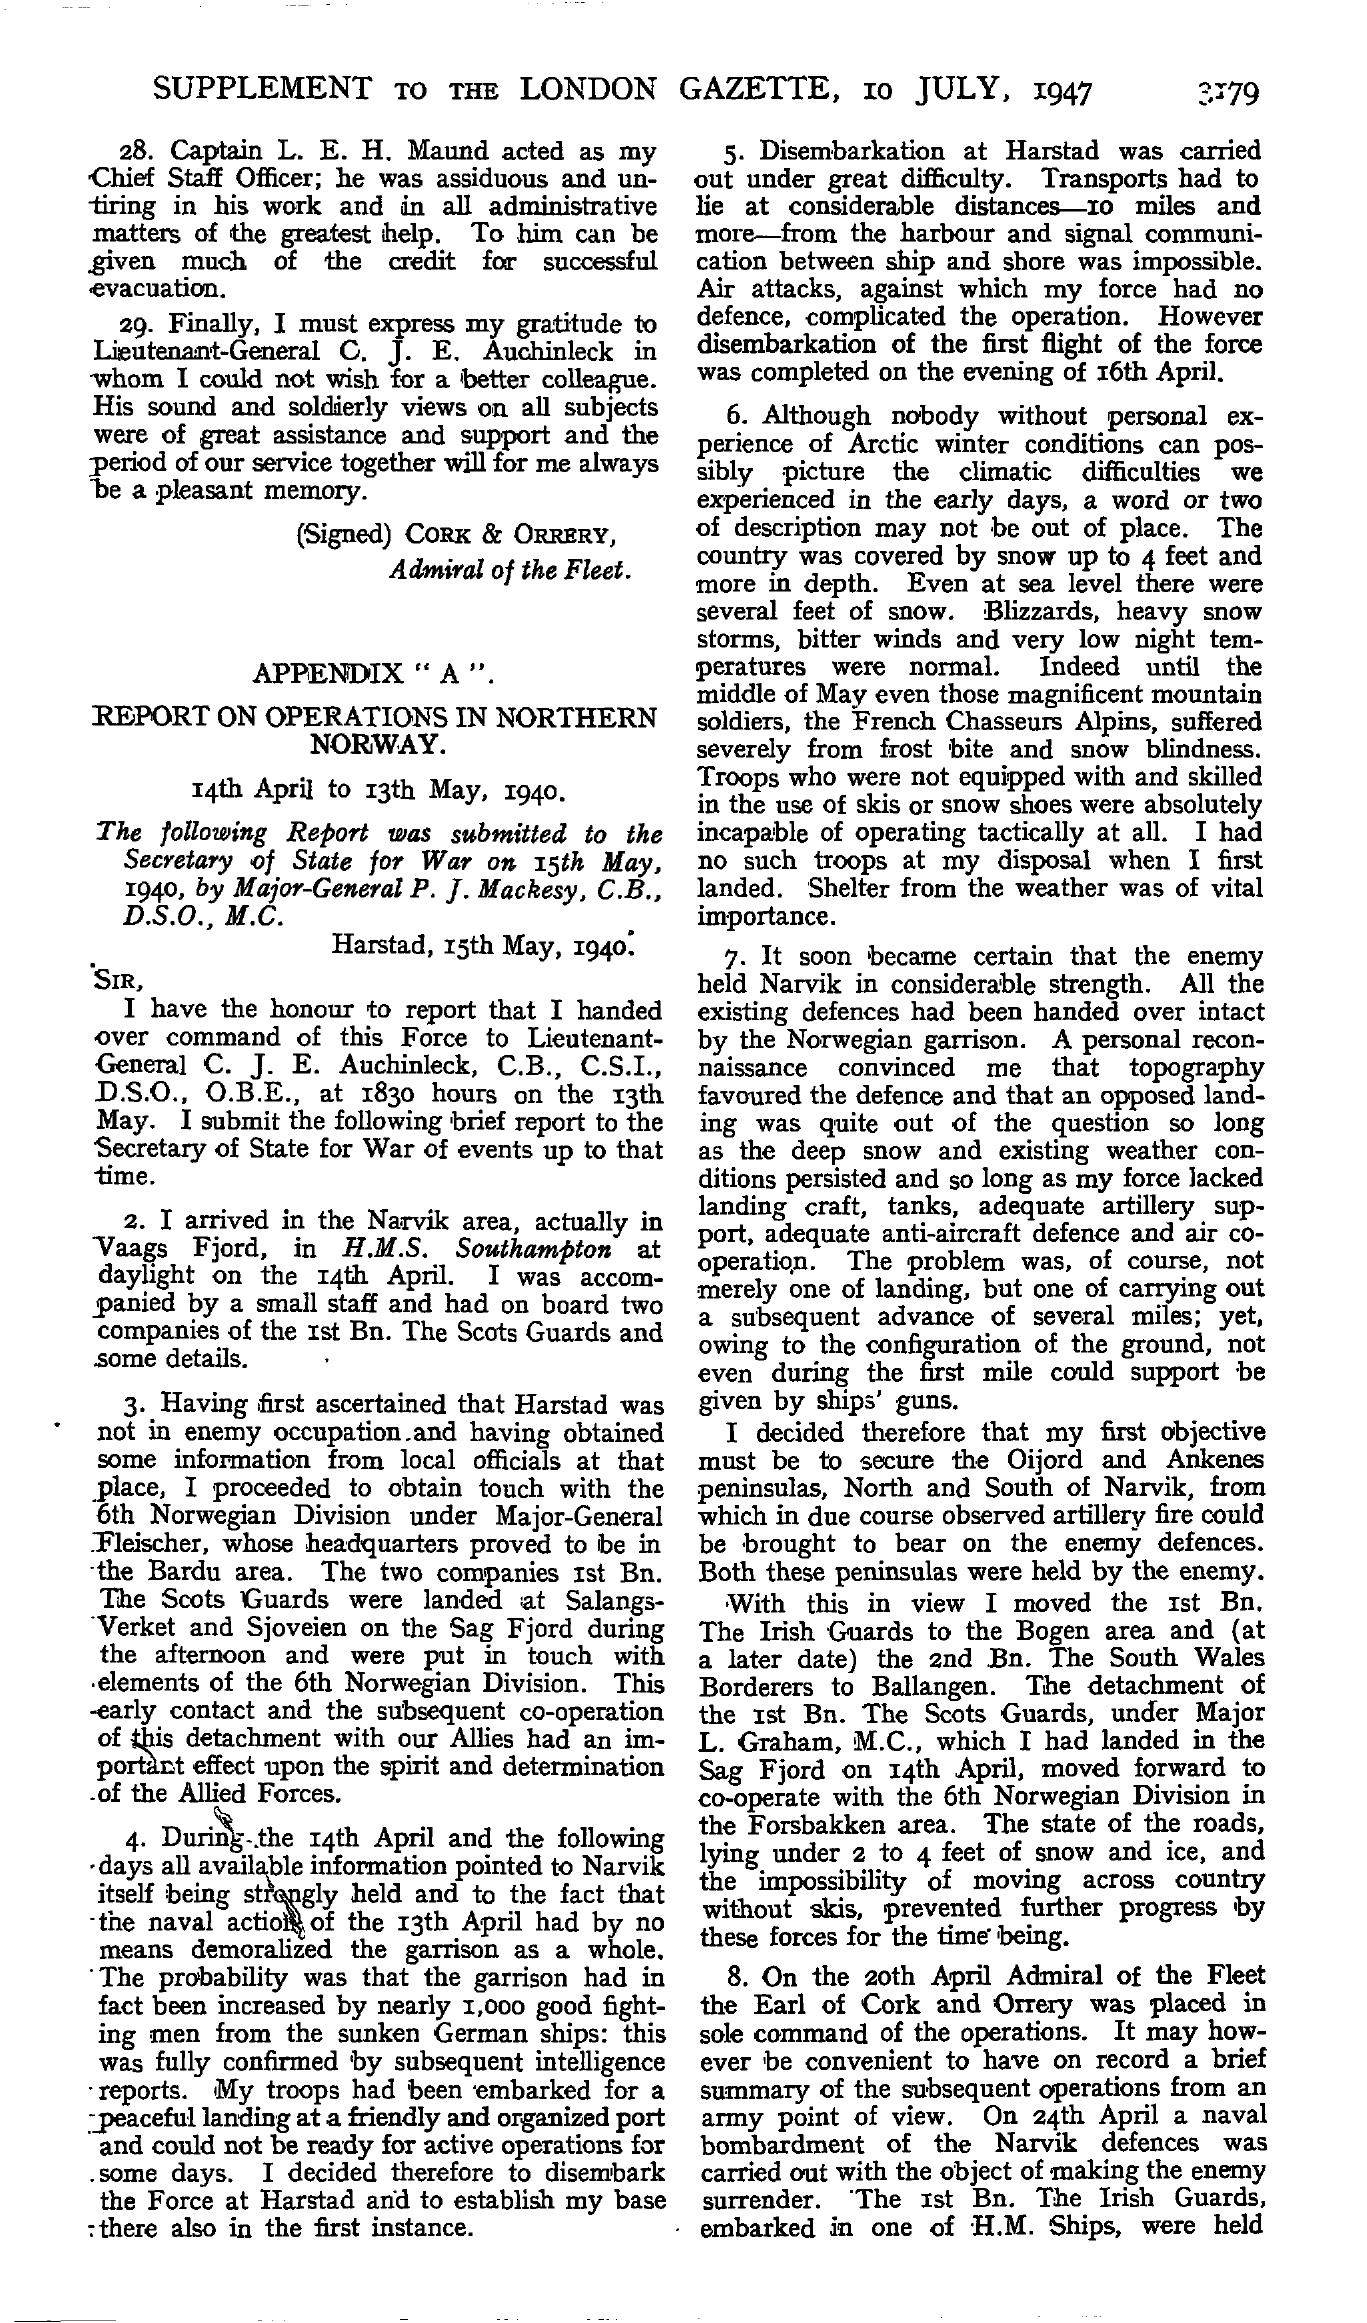 SUPPLEMENT TO THE LONDON GAZETTE, 10 JULY, 1947 3179
28. Captain L. E. H. Maund acted as my
Chief Staff Officer; he was assiduous and un-
tiring in his work and in all administrative
matters of the greatest help. To him can be
given much of the credit for successful
evacuation.
29. Finally, I must express my gratitude to
Lieutenant-General C. J. E. Auchinleck in
whom I could not wish for a better colleague.
His sound and soldierly views on all subjects
were of great assistance and support and the
period of our service together will for me always
be a pleasant memory.
(Signed) CORK & ORRERY,
Admiral of the Fleet.
APPENDIX " A ".
REPORT ON OPERATIONS IN NORTHERN
NORWAY.
14th April to 13th May, 1940.
The following Report was submitted to the
Secretary of State for War on 15th May,
1940, by Major-General P. J. Mackesy, C.B.,
D.S.O., M.C.
Harstad, 15th May, 1940.
SIR,
I have the honour to report that I handed
over command of this Force to Lieutenant-
General C. J. E. Auchinleck, C.B., C.S.I.,
D.S.O., O.B.E., at 1830 hours on the 13th
May. I submit the following brief report to the
Secretary of State for War of events up to that
time.
2. I arrived in the Narvik area, actually in
Vaags Fjord, in H.M.S. Southampton at
daylight on the 14th April. I was accom-
panied by a small staff and had on board two
companies of the 1st Bn. The Scots Guards and
some details.
3. Having first ascertained that Harstad was
not in enemy occupation and having obtained
some information from local officials at that
place, I proceeded to obtain touch with the
6th Norwegian Division under Major-General
Fleischer, whose headquarters proved to be in
the Bardu area. The two companies 1st Bn.
The Scots Guards were landed at Salangs-
Verket and Sjoveien on the Sag Fjord during
the afternoon and were put in touch with
elements of the 6th Norwegian Division. This
early contact and the subsequent co-operation
of this detachment with our Allies had an im-
portant effect upon the spirit and determination
of the Allied Forces.
4. During the 14th April and the following
days all available information pointed to Narvik
itself being strongly held and to the fact that
the naval action of the 13th April had by no
means demoralized the garrison as a whole.
The probability was that the garrison had in
fact been increased by nearly 1,000 good fight-
ing men from the sunken German ships: this
was fully confirmed by subsequent intelligence
reports. My troops had been embarked for a
peaceful landing at a friendly and organized port
and could not be ready for active operations for
some days. I decided therefore to disembark
the Force at Harstad and to establish my base
there also in the first instance.
5. Disembarkation at Harstad was carried
out under great difficulty. Transports had to
lie at considerable distances—10 miles and
more—from the harbour and signal communi-
cation between ship and shore was impossible.
Air attacks, against which my force had no
defence, complicated the operation. However
disembarkation of the first flight of the force
was completed on the evening of 16th April.
6. Although nobody without personal ex-
perience of Arctic winter conditions can pos-
sibly picture the climatic difficulties we
experienced in the early days, a word or two
of description may not be out of place. The
country was covered by snow up to 4 feet and
more in depth. Even at sea level there were
several feet of snow. Blizzards, heavy snow
storms, bitter winds and very low night tem-
peratures were normal. Indeed until the
middle of May even those magnificent mountain
soldiers, the French Chasseurs Alpins, suffered
severely from frost bite and snow blindness.
Troops who were not equipped with and skilled
in the use of skis or snow shoes were absolutely
incapable of operating tactically at all. I had
no such troops at my disposal when I first
landed. Shelter from the weather was of vital
importance.
7. It soon became certain that the enemy
held Narvik in considerable strength. All the
existing defences had been handed over intact
by the Norwegian garrison. A personal recon-
naissance convinced me that topography
favoured the defence and that an opposed land-
ing was quite out of the question so long
as the deep snow and existing weather con-
ditions persisted and so long as my force lacked
landing craft, tanks, adequate artillery sup-
port, adequate anti-aircraft defence and air co-
operation. The problem was, of course, not
merely one of landing, but one of carrying out
a subsequent advance of several miles; yet,
owing to the configuration of the ground, not
even during the first mile could support be
given by ships' guns.
I decided therefore that my first objective
must be to secure the Oijord and Ankenes
peninsulas, North and South of Narvik, from
which in due course observed artillery fire could
be brought to bear on the enemy defences.
Both these peninsulas were held by the enemy.
With this in view I moved the 1st Bn.
The Irish Guards to the Bogen area and (at
a later date) the 2nd Bn. The South Wales
Borderers to Ballangen. The detachment of
the 1st Bn. The Scots Guards, under Major
L. Graham, M.C., which I had landed in the
Sag Fjord on 14th April, moved forward to
co-operate with the 6th Norwegian Division in
the Forsbakken area. The state of the roads,
lying under 2 to 4 feet of snow and ice, and
the impossibility of moving across country
without skis, prevented further progress by
these forces for the time being.
8. On the 20th April Admiral of the Fleet
the Earl of Cork and Orrery was placed in
sole command of the operations. It may how-
ever be convenient to have on record a brief
summary of the subsequent operations from an
army point of view. On 24th April a naval
bombardment of the Narvik defences was
carried out with the object of making the enemy
surrender. The 1st Bn. The Irish Guards,
embarked in one of H.M. Ships, were held